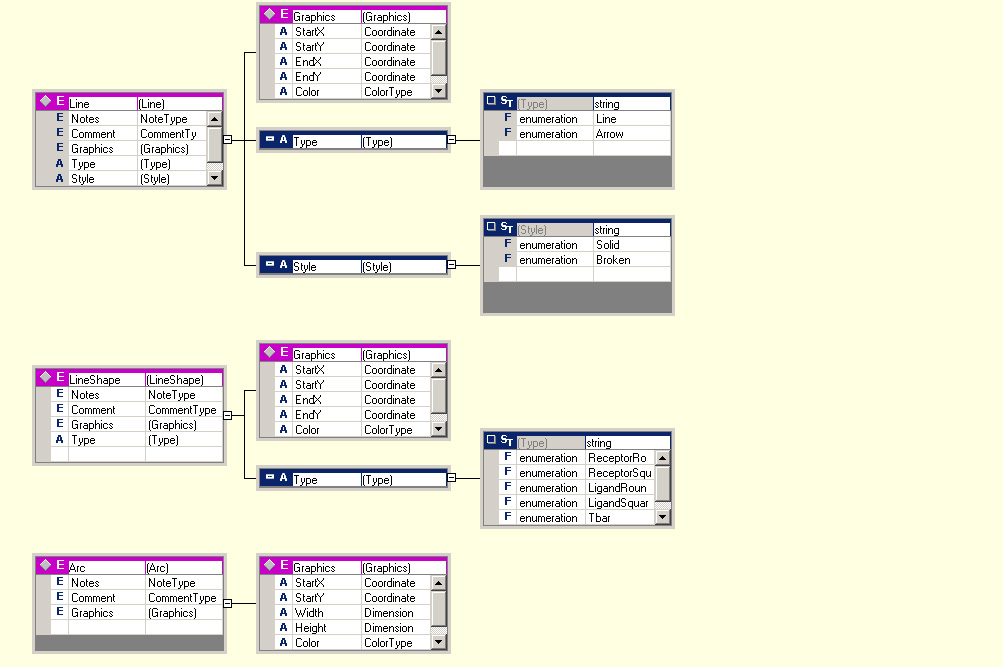 E Graphics (Graphics)
A StartX Coordinate
A StartY Coordinate
A EndX Coordinate
A EndY Coordinate
A Color ColorType
E Line (Line)
E Notes NoteType
E Comment CommentTy
E Graphics (Graphics)
A Type (Type)
A Style (Style)
A Type (Type)
ST (Type) string
F enumeration Line
F enumeration Arrow
A Style (Style)
ST (Style) string
F enumeration Solid
F enumeration Broken
E LineShape (LineShape)
E Notes NoteType
E Comment CommentType
E Graphics (Graphics)
A Type (Type)
E Graphics (Graphics)
A StartX Coordinate
A StartY Coordinate
A EndX Coordinate
A EndY Coordinate
A Color ColorType
A Type (Type)
ST (Type) string
F enumeration ReceptorRo
F enumeration ReceptorSqu
F enumeration LigandRoun
F enumeration LigandSquar
F enumeration Tbar
E Arc (Arc)
E Notes NoteType
E Comment CommentType
E Graphics (Graphics)
E Graphics (Graphics)
A StartX Coordinate
A StartY Coordinate
A Width Dimension
A Height Dimension
A Color ColorType